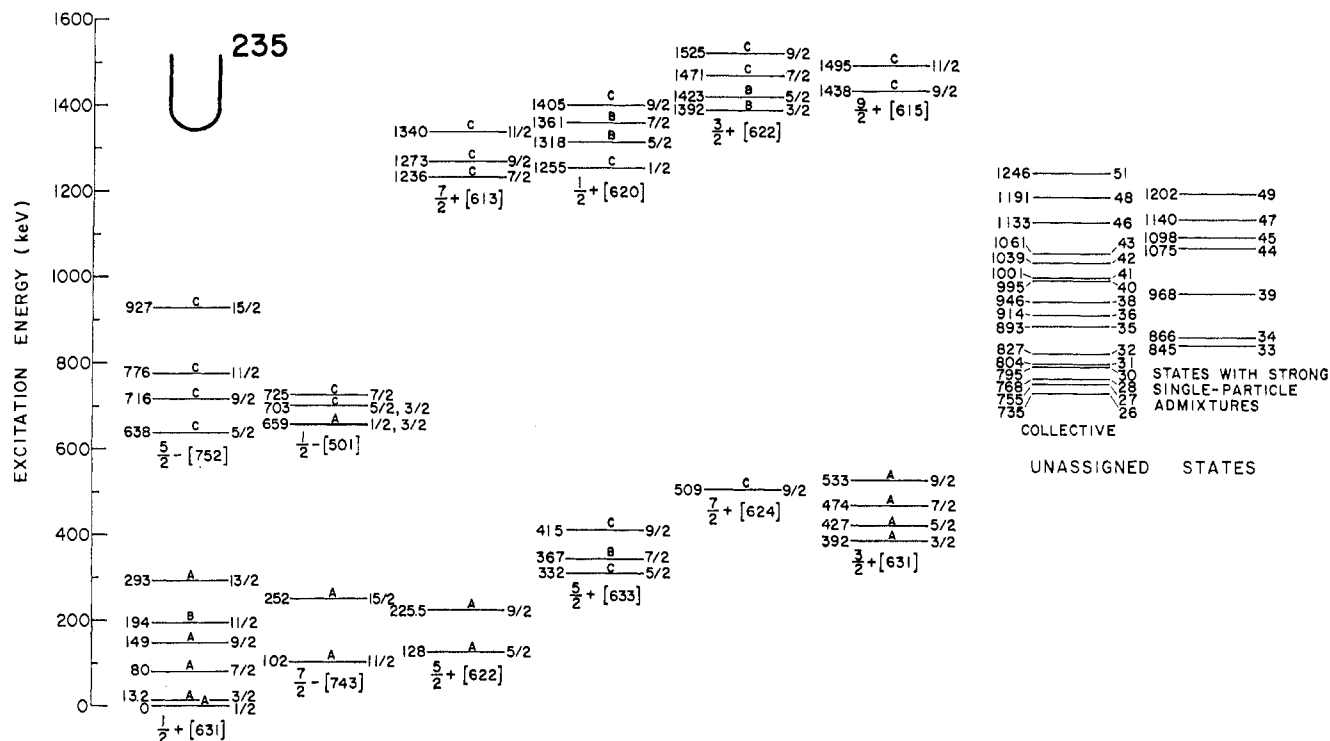 U 235
EXCITATION ENERGY (keV)
1600
1400
1200
1000
800
600
400
200
0
927 C 15/2
776 C 11/2
716 C 9/2
638 C 5/2
5/2 - [752]
725 C 7/2
703 C 5/2, 3/2
659 A 1/2, 3/2
1/2 - [501]
293 A 13/2
194 B 11/2
149 A 9/2
80 A 7/2
13.2 A 3/2
0 A 1/2
1/2 + [631]
252 A 15/2
102 A 11/2
7/2 - [743]
225.5 A 9/2
128 A 5/2
5/2 + [622]
1340 C 11/2
1273 C 9/2
1236 C 7/2
7/2 + [613]
1405 C 9/2
1361 B 7/2
1318 B 5/2
1255 C 1/2
1/2 + [620]
1525 C 9/2
1471 C 7/2
1423 B 5/2
1392 B 3/2
3/2 + [622]
1495 C 11/2
1438 C 9/2
9/2 + [615]
415 C 9/2
367 B 7/2
332 C 5/2
5/2 + [633]
509 C 9/2
7/2 + [624]
533 A 9/2
474 A 7/2
427 A 5/2
392 A 3/2
3/2 + [631]
1246 51
1191 48
1133 46
1061 43
1039 42
1001 41
995 40
946 38
914 36
893 35
827 32
804 31
795 30
768 28
755 27
735 26
COLLECTIVE
1202 49
1140 47
1098 45
1075 44
968 39
866 34
845 33
STATES WITH STRONG
SINGLE-PARTICLE
ADMIXTURES
UNASSIGNED STATES